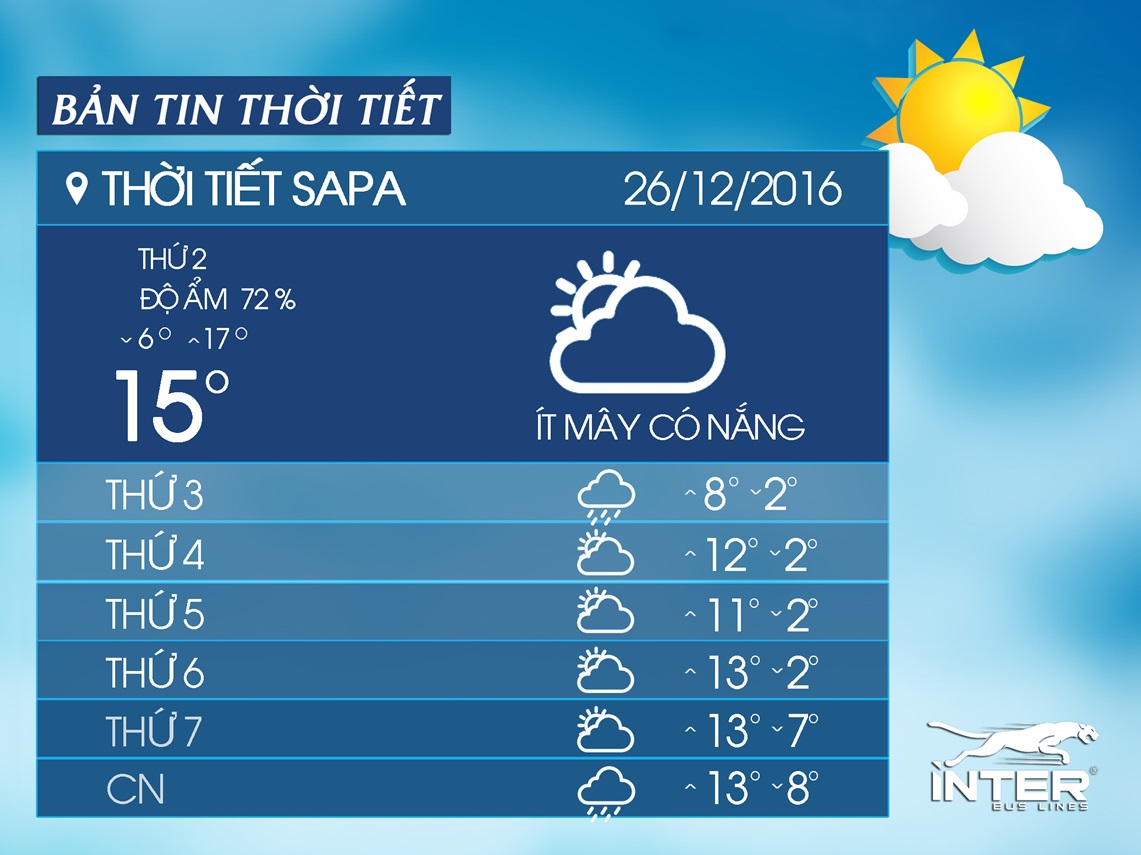 BẢN TIN THỜI TIẾT
THỜI TIẾT SAPA 26/12/2016
THỨ 2
ĐỘ ẨM 72 %
6° 17°
15°
ÍT MÂY CÓ NẮNG
THỨ 3 8° 2°
THỨ 4 12° 2°
THỨ 5 11° 2°
THỨ 6 13° 2°
THỨ 7 13° 7°
CN 13° 8°
INTER®
BUS LINES